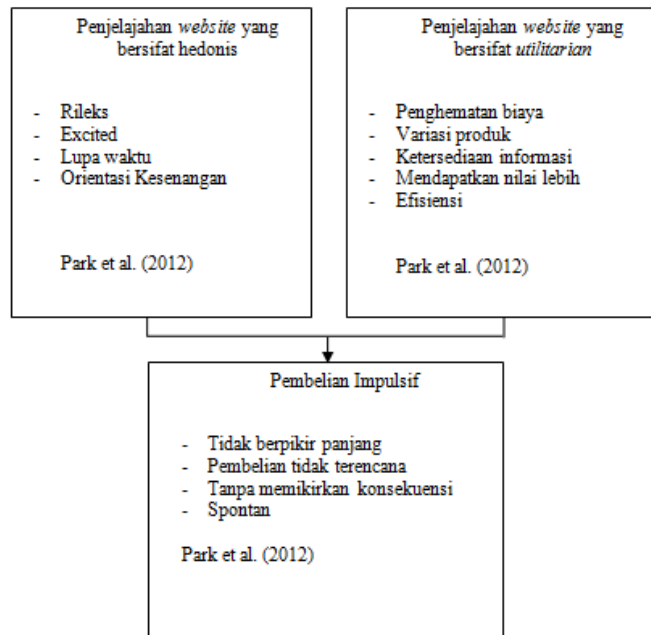 Penjelajahan website yang
bersifat hedonis
- Rileks
- Excited
- Lupa waktu
- Orientasi Kesenangan
Park et al. (2012)
Penjelajahan website yang
bersifat utilitarian
- Penghematan biaya
- Variasi produk
- Ketersediaan informasi
- Mendapatkan nilai lebih
- Efisiensi
Park et al. (2012)
Pembelian Impulsif
- Tidak berpikir panjang
- Pembelian tidak terencana
- Tanpa memikirkan konsekuensi
- Spontan
Park et al. (2012)